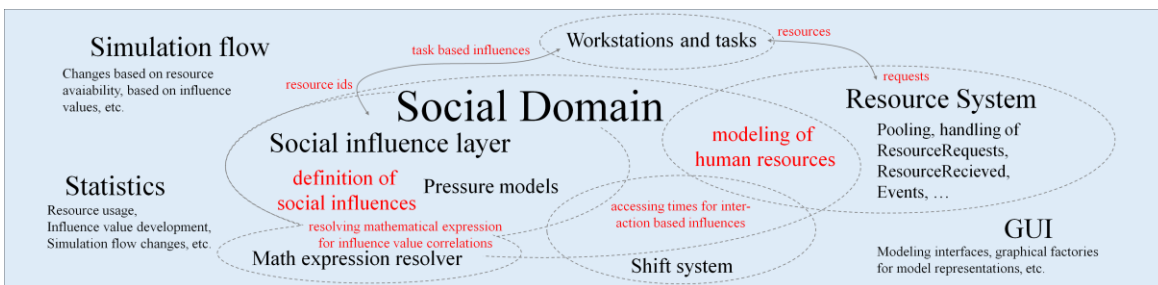 Simulation flow
Changes based on resource
avaiability, based on influence
values, etc.
task based influences
Workstations and tasks
resources
resource ids
requests
Social Domain
Resource System
Pooling, handling of
ResourceRequests,
ResourceRecieved,
Events, …
Social influence layer
modeling of
human resources
definition of
social influences
Pressure models
Statistics
Resource usage,
Influence value development,
Simulation flow changes, etc.
accessing times for inter-
action based influences
resolving mathematical expression
for influence value correlations
Math expression resolver
Shift system
GUI
Modeling interfaces, graphical factories
for model representations, etc.